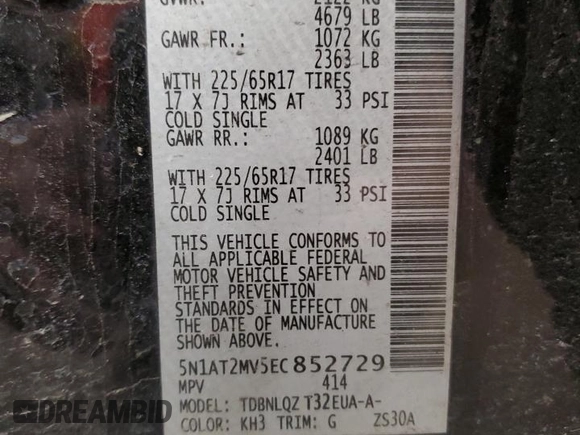 GVWR: 2122 KG
4679 LB
GAWR FR.: 1072 KG
2363 LB
WITH 225/65R17 TIRES
17 X 7J RIMS AT 33 PSI
COLD SINGLE
GAWR RR.: 1089 KG
2401 LB
WITH 225/65R17 TIRES
17 X 7J RIMS AT 33 PSI
COLD SINGLE
THIS VEHICLE CONFORMS TO
ALL APPLICABLE FEDERAL
MOTOR VEHICLE SAFETY AND
THEFT PREVENTION
STANDARDS IN EFFECT ON
THE DATE OF MANUFACTURE
SHOWN ABOVE.
5N1AT2MV5EC852729
MPV 414
MODEL: TDBNLQZ T32EUA-A-
COLOR: KH3 TRIM: G ZS30A
DREAMBID